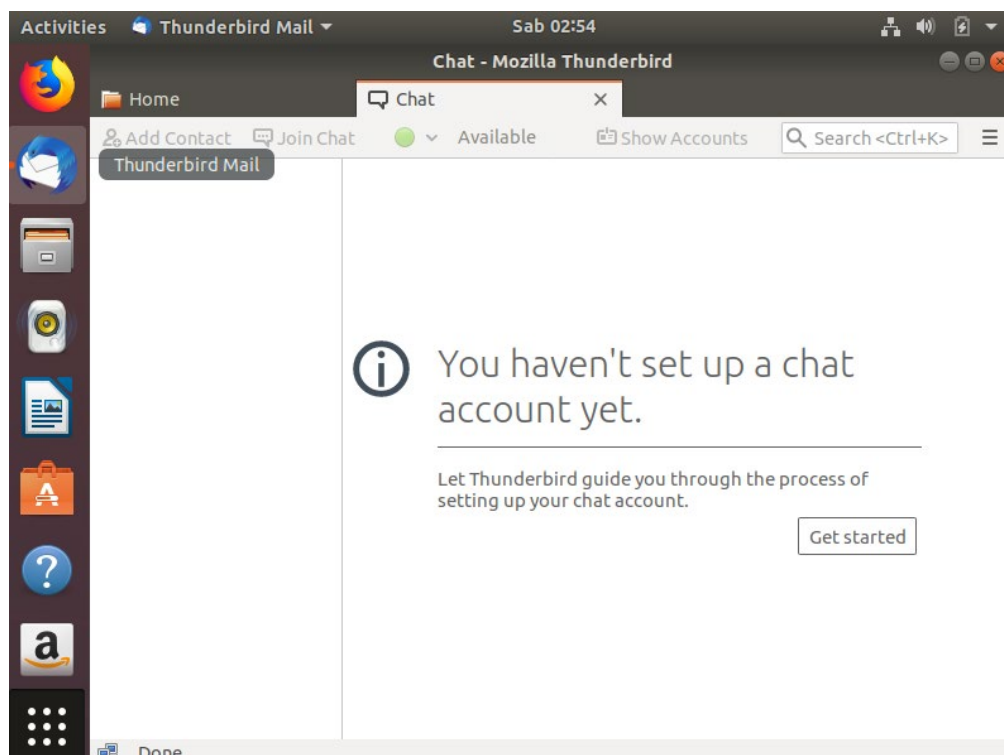 Activities Thunderbird Mail Sab 02:54
Chat - Mozilla Thunderbird
Home Chat
Add Contact Join Chat Available Show Accounts Search <Ctrl+K>
Thunderbird Mail
You haven't set up a chat
account yet.
Let Thunderbird guide you through the process of
setting up your chat account.
Get started
Done